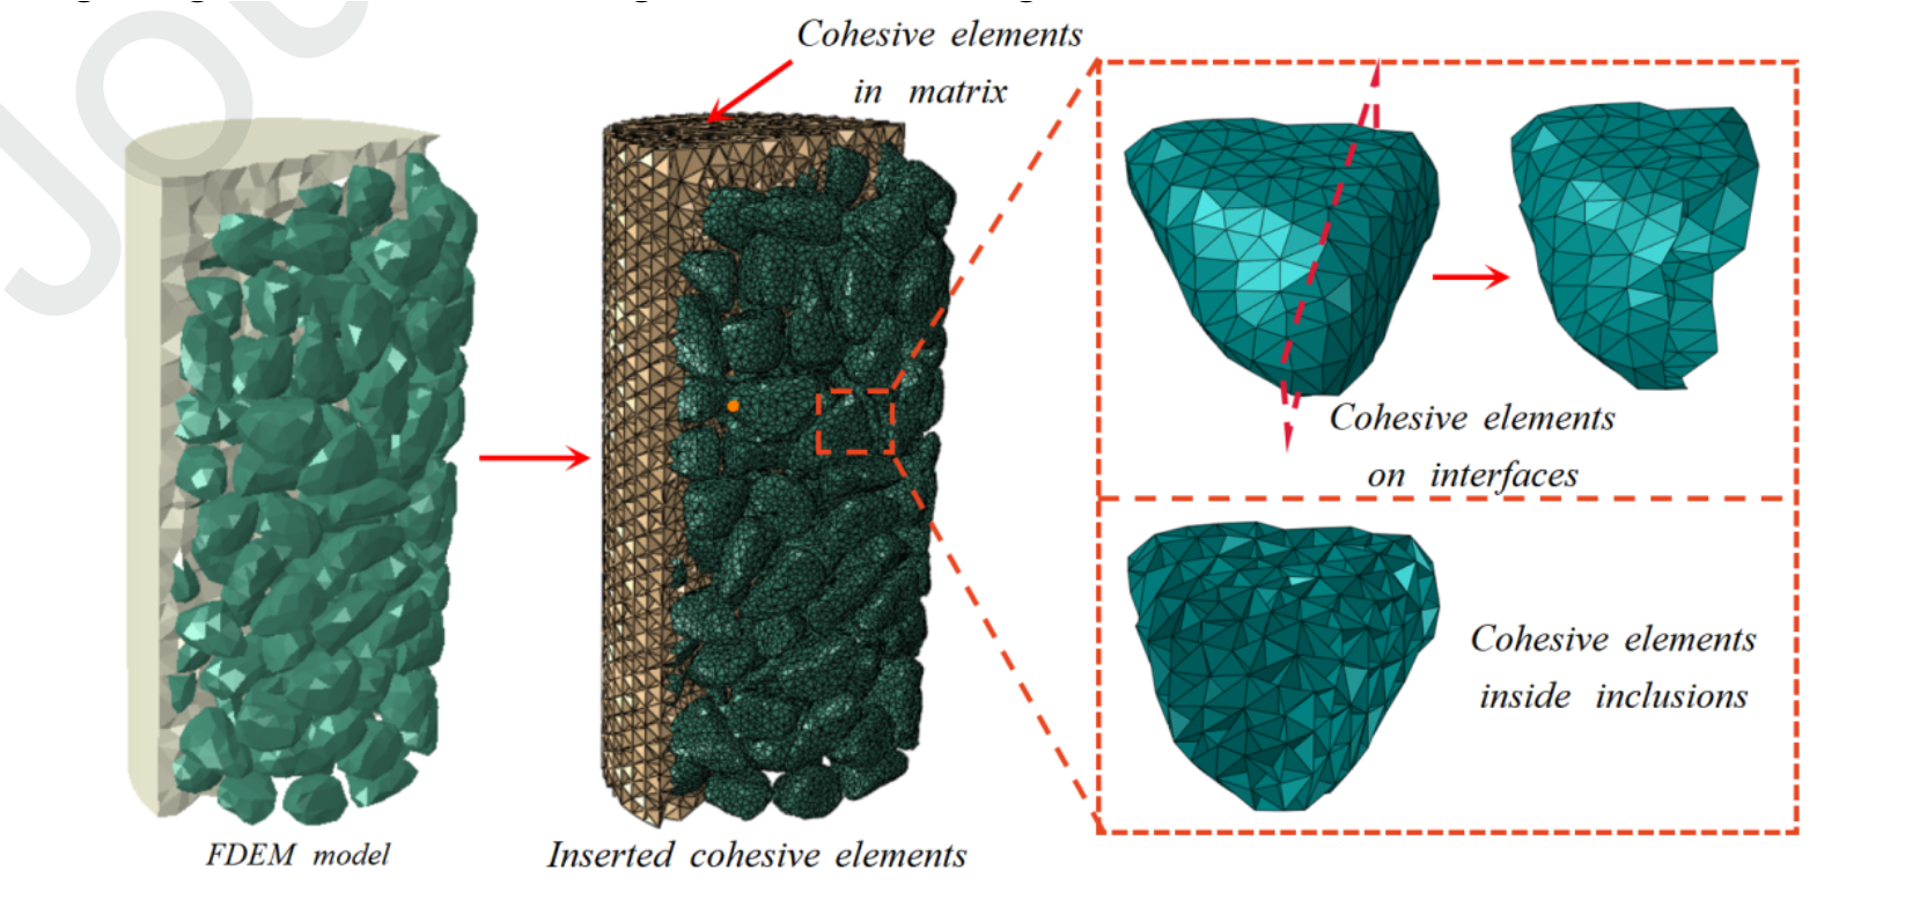 Cohesive elements
in matrix
Cohesive elements
on interfaces
Cohesive elements
inside inclusions
FDEM model
Inserted cohesive elements